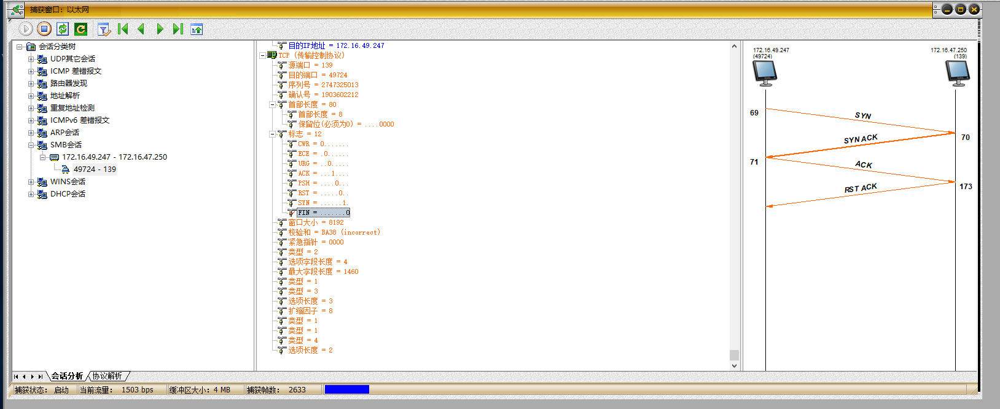 捕获窗口：以太网
会话分类树
UDP其它会话
ICMP 差错报文
路由器发现
地址解析
重复地址检测
ICMPv6 差错报文
ARP会话
SMB会话
172.16.49.247 - 172.16.47.250
49724 - 139
WINS会话
DHCP会话
目的IP地址 = 172.16.49.247
TCP (传输控制协议)
源端口 = 139
目的端口 = 49724
序列号 = 2747325013
确认号 = 1903602212
首部长度 = 80
首部长度 = 8
保留位(必须为0) = ....0000
标志 = 12
CWR = 0.......
ECE = .0......
URG = ..0.....
ACK = ...1....
PSH = ....0...
RST = .....0..
SYN = ......1.
FIN = .......0
窗口大小 = 8192
校验和 = BA38 (incorrect)
紧急指针 = 0000
类型 = 2
选项字段长度 = 4
最大字段长度 = 1460
类型 = 1
类型 = 3
选项长度 = 3
扩缩因子 = 8
类型 = 1
类型 = 1
类型 = 4
选项长度 = 2
172.16.49.247
(49724)
172.16.47.250
(139)
69
SYN
70
SYN ACK
71
ACK
173
RST ACK
会话分析
协议解析
捕获状态： 启动
当前流量： 1503 bps
缓冲区大小：4 MB
捕获帧数： 2633